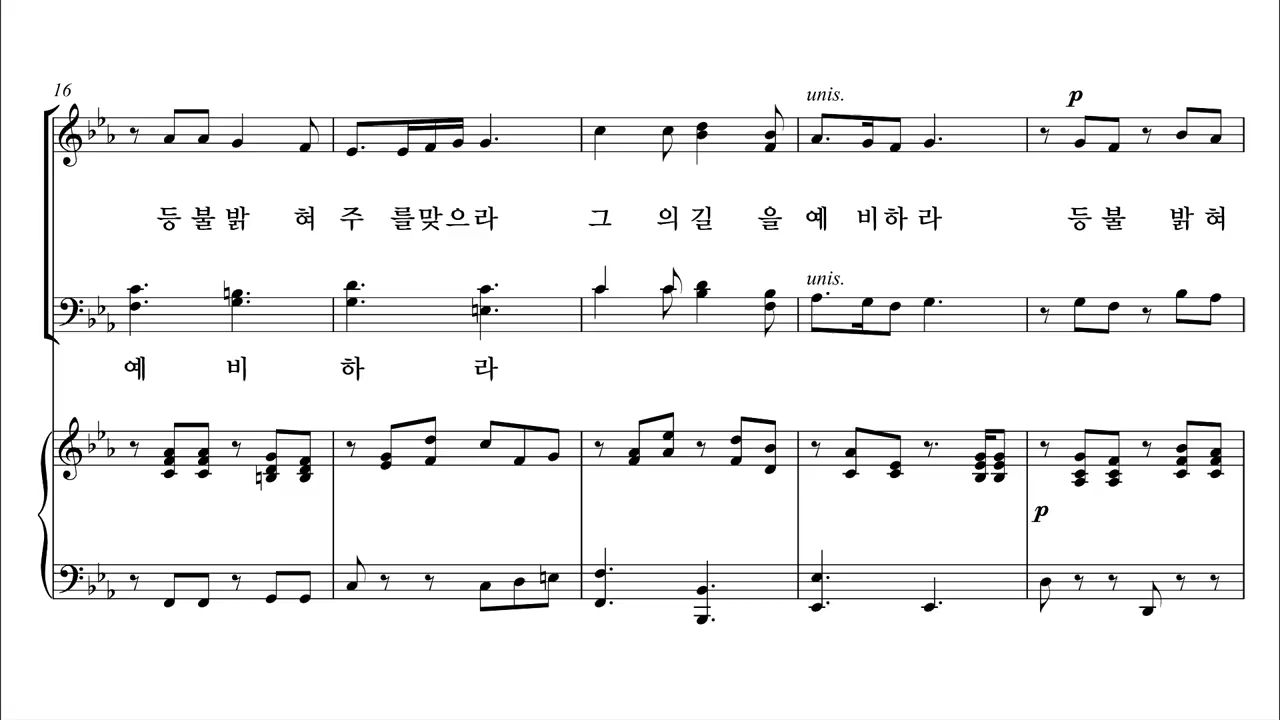 16
unis.
p
등 불 밝 혀 주 를 맞 으 라 그 의 길 을 예 비 하 라 등 불 밝 혀
unis.
예 비 하 라
p